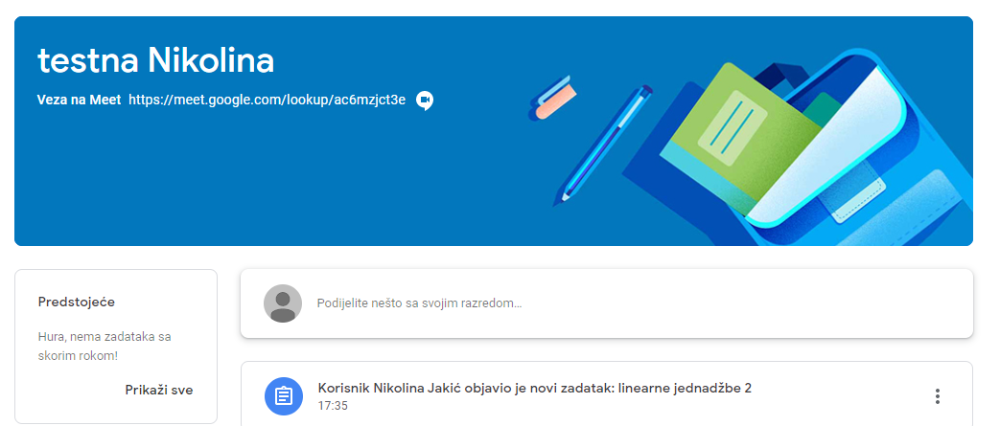 testna Nikolina
Veza na Meet https://meet.google.com/lookup/ac6mzjct3e
Predstojeće
Hura, nema zadataka sa
skorim rokom!
Prikaži sve
Podijelite nešto sa svojim razredom...
Korisnik Nikolina Jakić objavio je novi zadatak: linearne jednadžbe 2
17:35